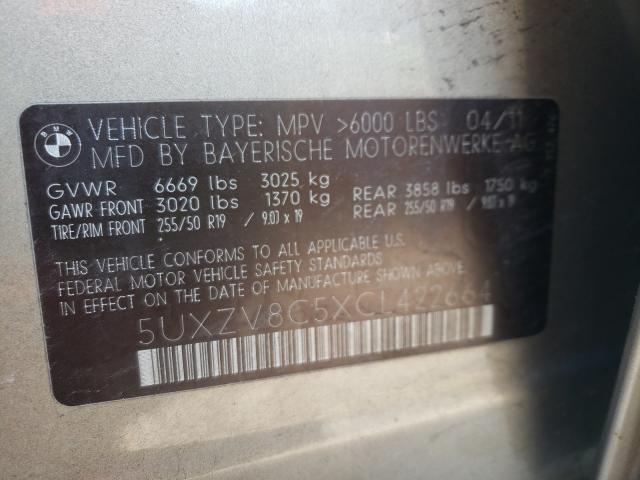 BMW
VEHICLE TYPE: MPV >6000 LBS 04/11
MFD BY BAYERISCHE MOTORENWERKE-AG
GVWR 6669 lbs 3025 kg
GAWR FRONT 3020 lbs 1370 kg REAR 3858 lbs 1750 kg
TIRE/RIM FRONT 255/50 R19 / 9.0J x 19 REAR 255/50 R19 / 9.0J x 19
THIS VEHICLE CONFORMS TO ALL APPLICABLE U.S.
FEDERAL MOTOR VEHICLE SAFETY STANDARDS
IN EFFECT ON THE DATE OF MANUFACTURE SHOWN ABOVE.
5UXZV8C5XCL422664